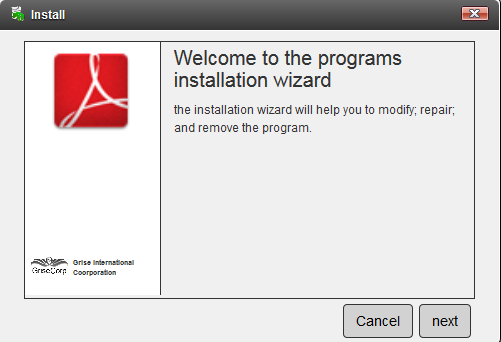 Install
Welcome to the programs
installation wizard
the installation wizard will help you to modify; repair;
and remove the program.
GriseCorp
Grise International
Coorporation
Cancel
next